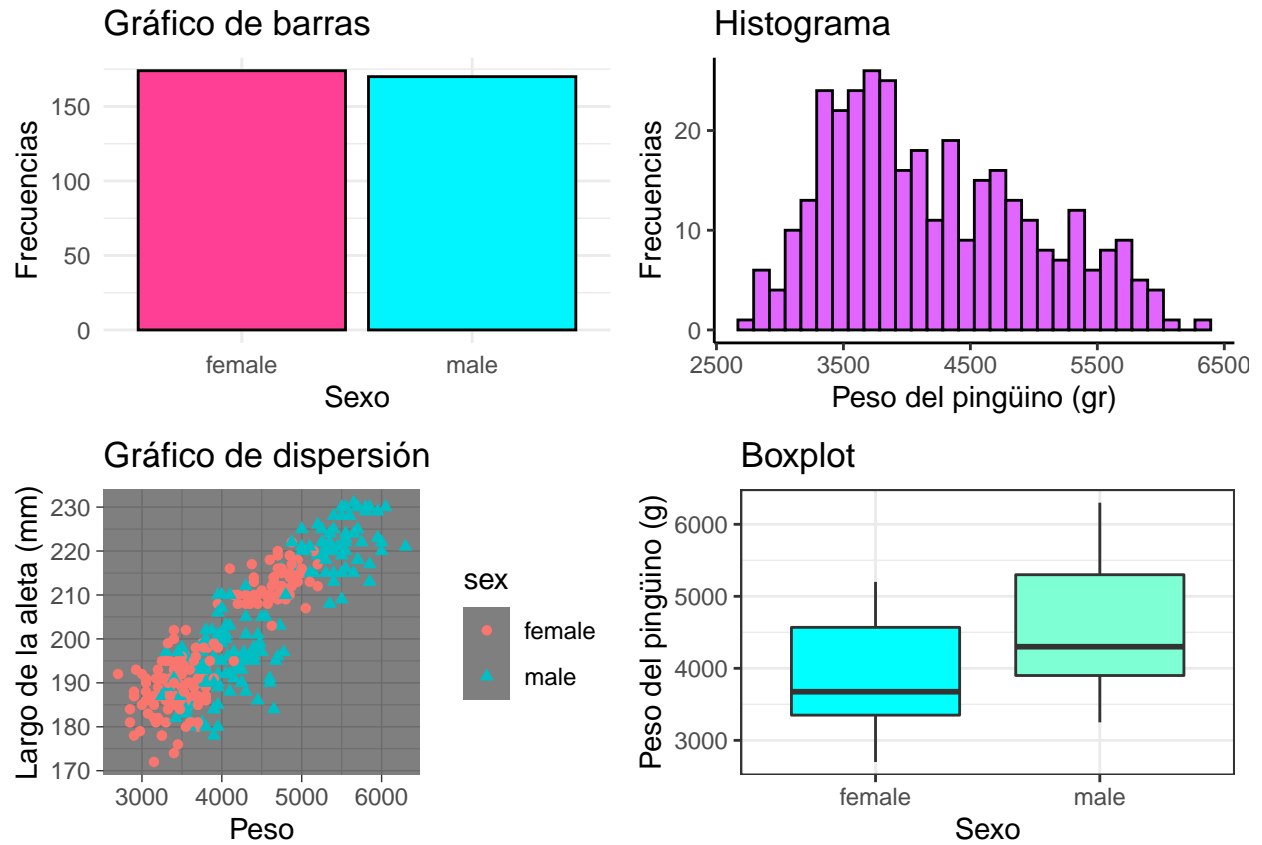 Gráfico de barras
Frecuencias
150
100
50
0
female
male
Sexo
Histograma
Frecuencias
20
10
0
2500
3500
4500
5500
6500
Peso del pingüino (gr)
Gráfico de dispersión
Largo de la aleta (mm)
230
220
210
200
190
180
170
3000
4000
5000
6000
Peso
sex
female
male
Boxplot
Peso del pingüino (g)
6000
5000
4000
3000
female
male
Sexo